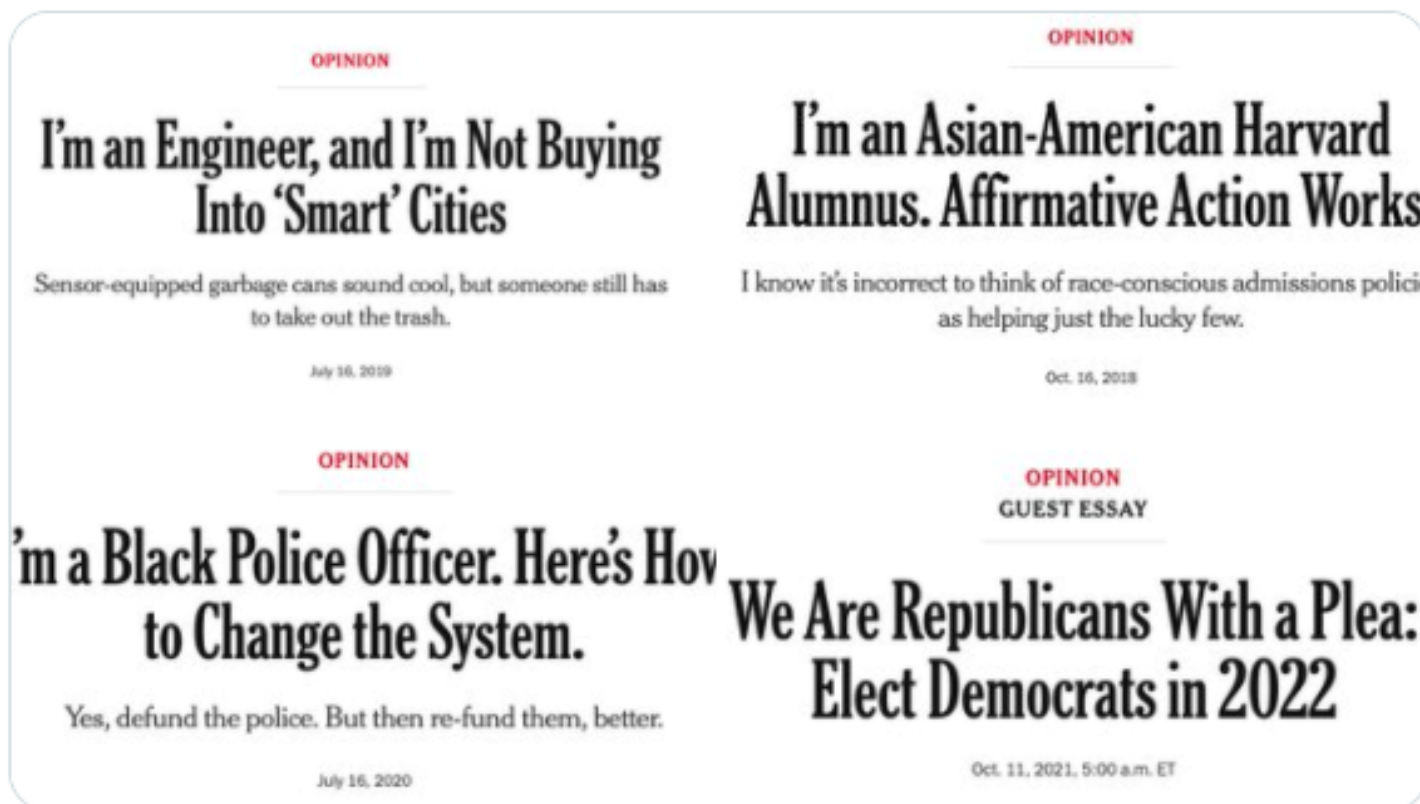 OPINION
I'm an Engineer, and I'm Not Buying
Into 'Smart' Cities
Sensor-equipped garbage cans sound cool, but someone still has
to take out the trash.
July 16, 2019
OPINION
I'm an Asian-American Harvard
Alumnus. Affirmative Action Works
I know it's incorrect to think of race-conscious admissions polici
as helping just the lucky few.
Oct. 16, 2018
OPINION
'm a Black Police Officer. Here's How
to Change the System.
Yes, defund the police. But then re-fund them, better.
July 16, 2020
OPINION
GUEST ESSAY
We Are Republicans With a Plea:
Elect Democrats in 2022
Oct. 11, 2021, 5:00 a.m. ET